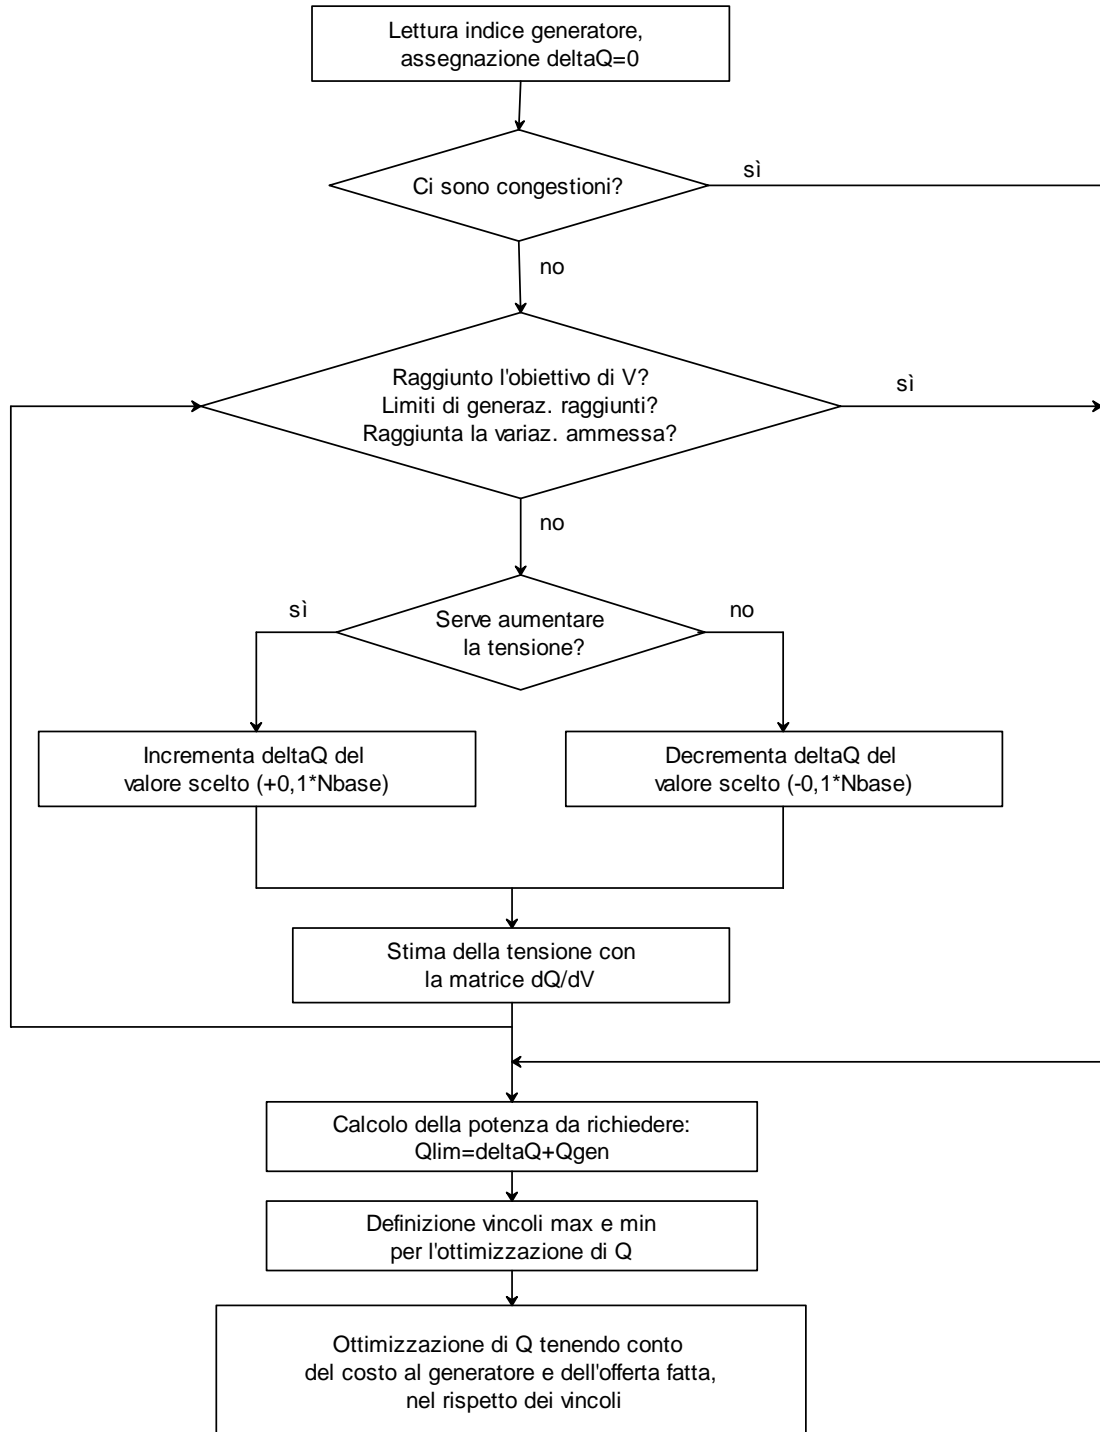 Lettura indice generatore,
assegnazione deltaQ=0
Ci sono congestioni?
sì
no
Raggiunto l'obiettivo di V?
Limiti di generaz. raggiunti?
Raggiunta la variaz. ammessa?
sì
no
Serve aumentare
la tensione?
sì
no
Incrementa deltaQ del
valore scelto (+0,1*Nbase)
Decrementa deltaQ del
valore scelto (-0,1*Nbase)
Stima della tensione con
la matrice dQ/dV
Calcolo della potenza da richiedere:
Qlim=deltaQ+Qgen
Definizione vincoli max e min
per l'ottimizzazione di Q
Ottimizzazione di Q tenendo conto
del costo al generatore e dell'offerta fatta,
nel rispetto dei vincoli